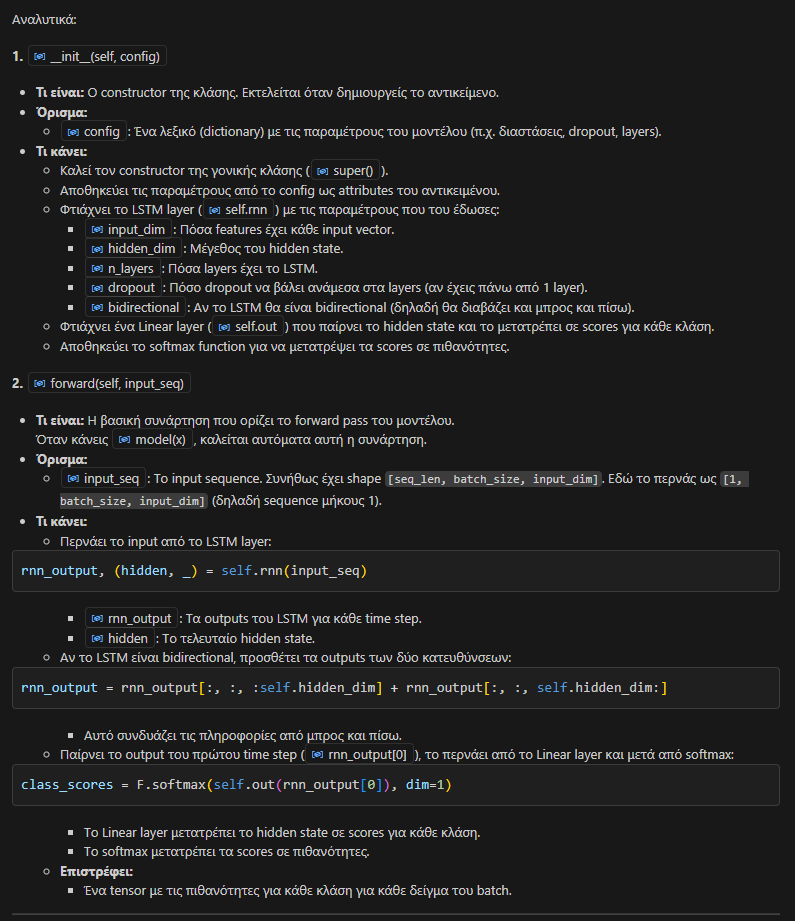 Αναλυτικά:
1. __init__(self, config)
• Τι είναι: Ο constructor της κλάσης. Εκτελείται όταν δημιουργείς το αντικείμενο.
• Όρισμα:
○ config : Ένα λεξικό (dictionary) με τις παραμέτρους του μοντέλου (π.χ. διαστάσεις, dropout, layers).
• Τι κάνει:
○ Καλεί τον constructor της γονικής κλάσης ( super() ).
○ Αποθηκεύει τις παραμέτρους από το config ως attributes του αντικειμένου.
○ Φτιάχνει το LSTM layer ( self.rnn ) με τις παραμέτρους που του έδωσες:
■ input_dim : Πόσα features έχει κάθε input vector.
■ hidden_dim : Μέγεθος του hidden state.
■ n_layers : Πόσα layers έχει το LSTM.
■ dropout : Πόσο dropout να βάλει ανάμεσα στα layers (αν έχεις πάνω από 1 layer).
■ bidirectional : Αν το LSTM θα είναι bidirectional (δηλαδή θα διαβάζει και μπρος και πίσω).
○ Φτιάχνει ένα Linear layer ( self.out ) που παίρνει το hidden state και το μετατρέπει σε scores για κάθε κλάση.
○ Αποθηκεύει το softmax function για να μετατρέψει τα scores σε πιθανότητες.
2. forward(self, input_seq)
• Τι είναι: Η βασική συνάρτηση που ορίζει το forward pass του μοντέλου.
Όταν κάνεις model(x) , καλείται αυτόματα αυτή η συνάρτηση.
• Όρισμα:
○ input_seq : Το input sequence. Συνήθως έχει shape [seq_len, batch_size, input_dim]. Εδώ το περνάς ως [1,
batch_size, input_dim] (δηλαδή sequence μήκους 1).
• Τι κάνει:
○ Περνάει το input από το LSTM layer:
rnn_output, (hidden, _) = self.rnn(input_seq)
■ rnn_output : Τα outputs του LSTM για κάθε time step.
■ hidden : Το τελευταίο hidden state.
○ Αν το LSTM είναι bidirectional, προσθέτει τα outputs των δύο κατευθύνσεων:
rnn_output = rnn_output[:, :, :self.hidden_dim] + rnn_output[:, :, self.hidden_dim:]
■ Αυτό συνδυάζει τις πληροφορίες από μπρος και πίσω.
○ Παίρνει το output του πρώτου time step ( rnn_output[0] ), το περνάει από το Linear layer και μετά από softmax:
class_scores = F.softmax(self.out(rnn_output[0]), dim=1)
■ Το Linear layer μετατρέπει το hidden state σε scores για κάθε κλάση.
■ Το softmax μετατρέπει τα scores σε πιθανότητες.
○ Επιστρέφει:
■ Ένα tensor με τις πιθανότητες για κάθε κλάση για κάθε δείγμα του batch.